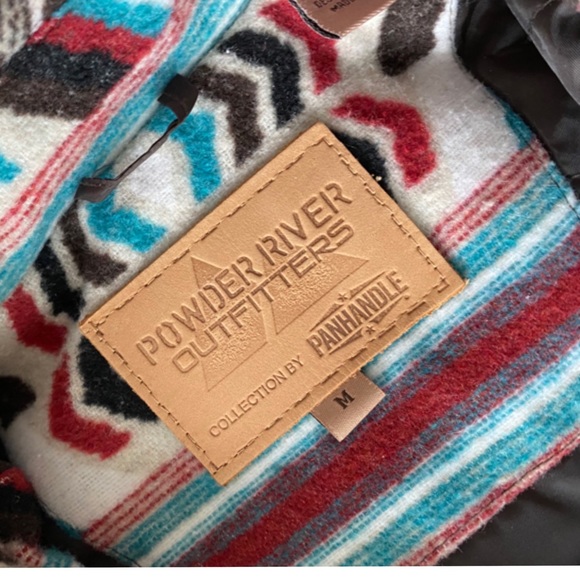 POWDER RIVER
OUTFITTERS
COLLECTION BY PANHANDLE
M